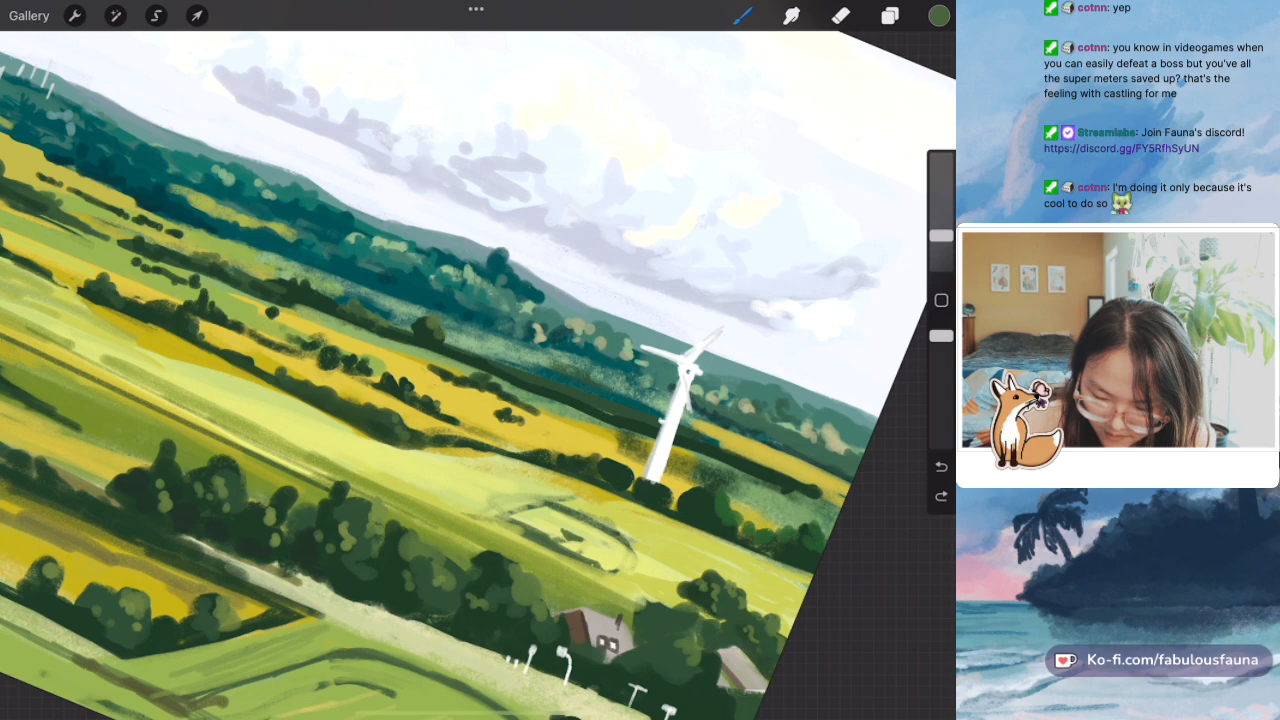 Gallery
cotnn: yep
cotnn: you know in videogames when
you can easily defeat a boss but you've all
the super meters saved up? that's the
feeling with castling for me
Streamlabs: Join Fauna's discord!
https://discord.gg/FY5RfhSyUN
cotnn: I'm doing it only because it's
cool to do so
Ko-fi.com/fabulousfauna